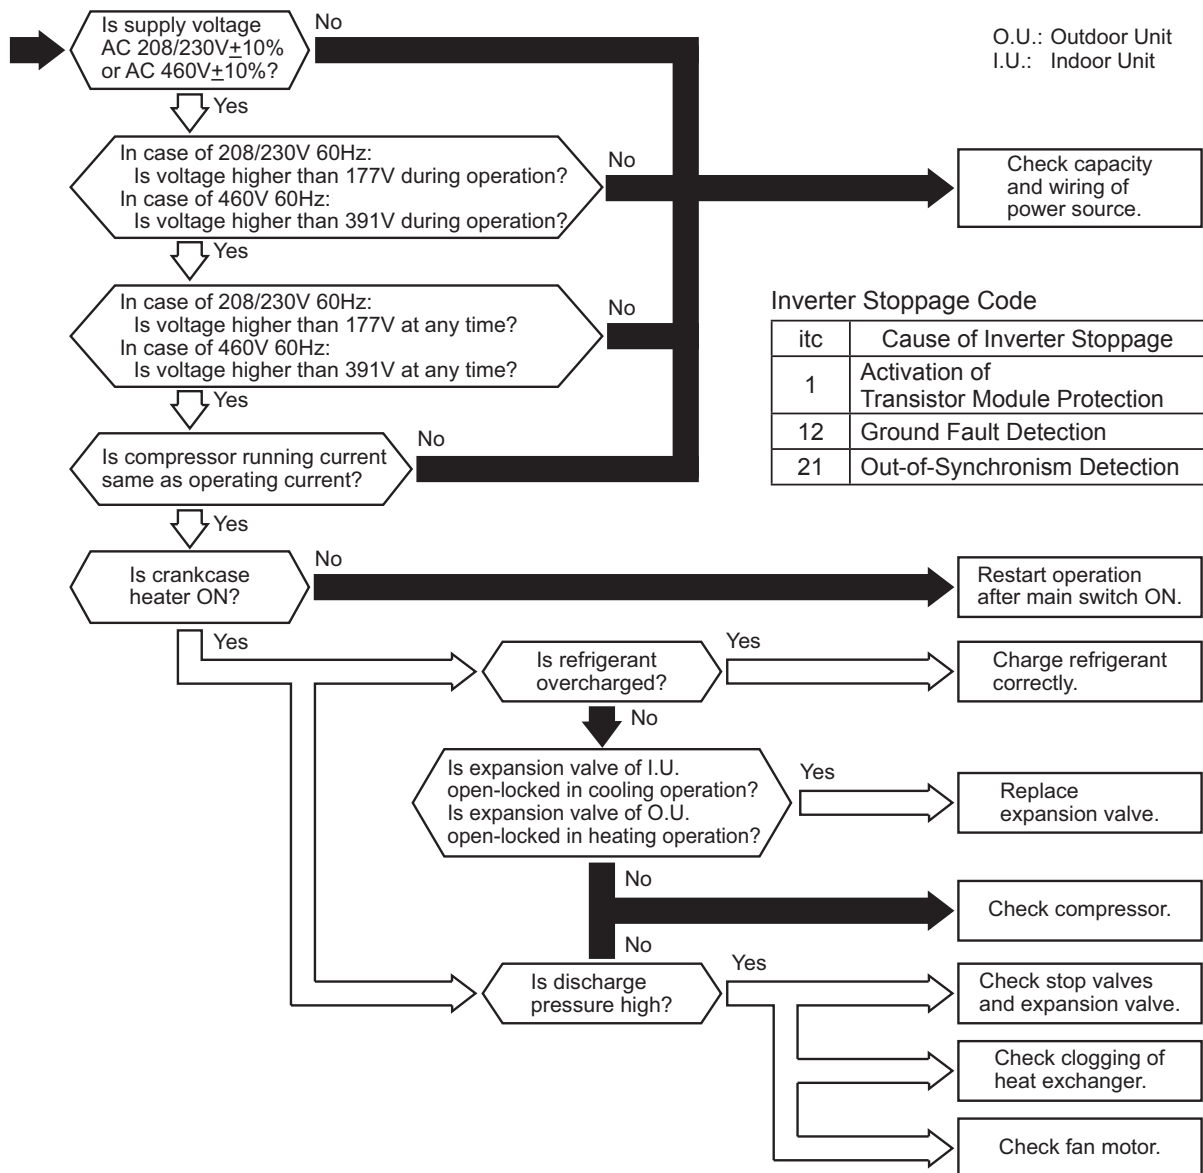 Is supply voltage
AC 208/230V±10%
or AC 460V±10%?
No
O.U.: Outdoor Unit
I.U.: Indoor Unit
Yes
In case of 208/230V 60Hz:
Is voltage higher than 177V during operation?
In case of 460V 60Hz:
Is voltage higher than 391V during operation?
No
Check capacity
and wiring of
power source.
Yes
In case of 208/230V 60Hz:
Is voltage higher than 177V at any time?
In case of 460V 60Hz:
Is voltage higher than 391V at any time?
No
Inverter Stoppage Code
itc Cause of Inverter Stoppage
1 Activation of
Transistor Module Protection
12 Ground Fault Detection
21 Out-of-Synchronism Detection
Yes
Is compressor running current
same as operating current?
No
Yes
Is crankcase
heater ON?
No
Restart operation
after main switch ON.
Yes
Is refrigerant
overcharged?
Yes
Charge refrigerant
correctly.
No
Is expansion valve of I.U.
open-locked in cooling operation?
Is expansion valve of O.U.
open-locked in heating operation?
Yes
Replace
expansion valve.
No
Check compressor.
No
Is discharge
pressure high?
Yes
Check stop valves
and expansion valve.
Check clogging of
heat exchanger.
Check fan motor.